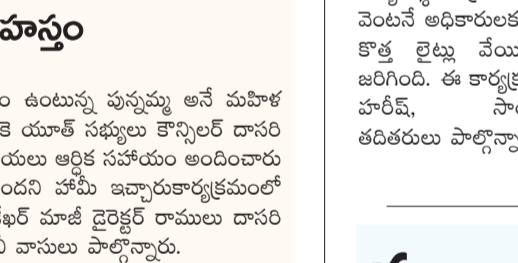 హస్తం
ం ఉంటున్న పున్నమ్మ అనే మహిళ
కె యూత్ సభ్యులు కౌన్సిలర్ దాసరి
యలు ఆర్థిక సహాయం అందించారు
ందని హామీ ఇచ్చారుకార్యక్రమంలో
ఖర్ మాజీ డైరెక్టర్ రాములు దాసరి
వాసులు పాల్గొన్నారు.
వెంటనే అధికారులక
కొత్త లైట్లు వేయి
జరిగింది. ఈ కార్యక్ర
హరీష్, సా
తదితరులు పాల్గొన్నా